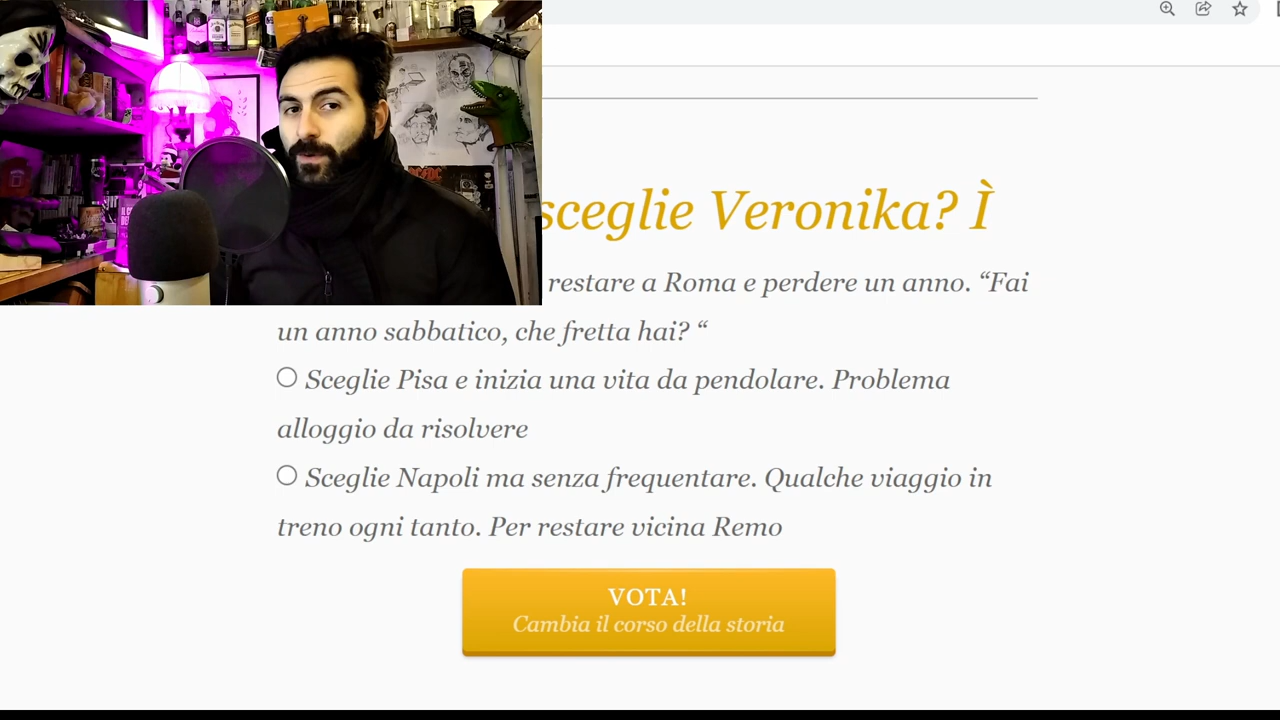 sceglie Veronika? Ì
restare a Roma e perdere un anno. “Fai
un anno sabbatico, che fretta hai? “
Sceglie Pisa e inizia una vita da pendolare. Problema
alloggio da risolvere
Sceglie Napoli ma senza frequentare. Qualche viaggio in
treno ogni tanto. Per restare vicina Remo
VOTA!
Cambia il corso della storia